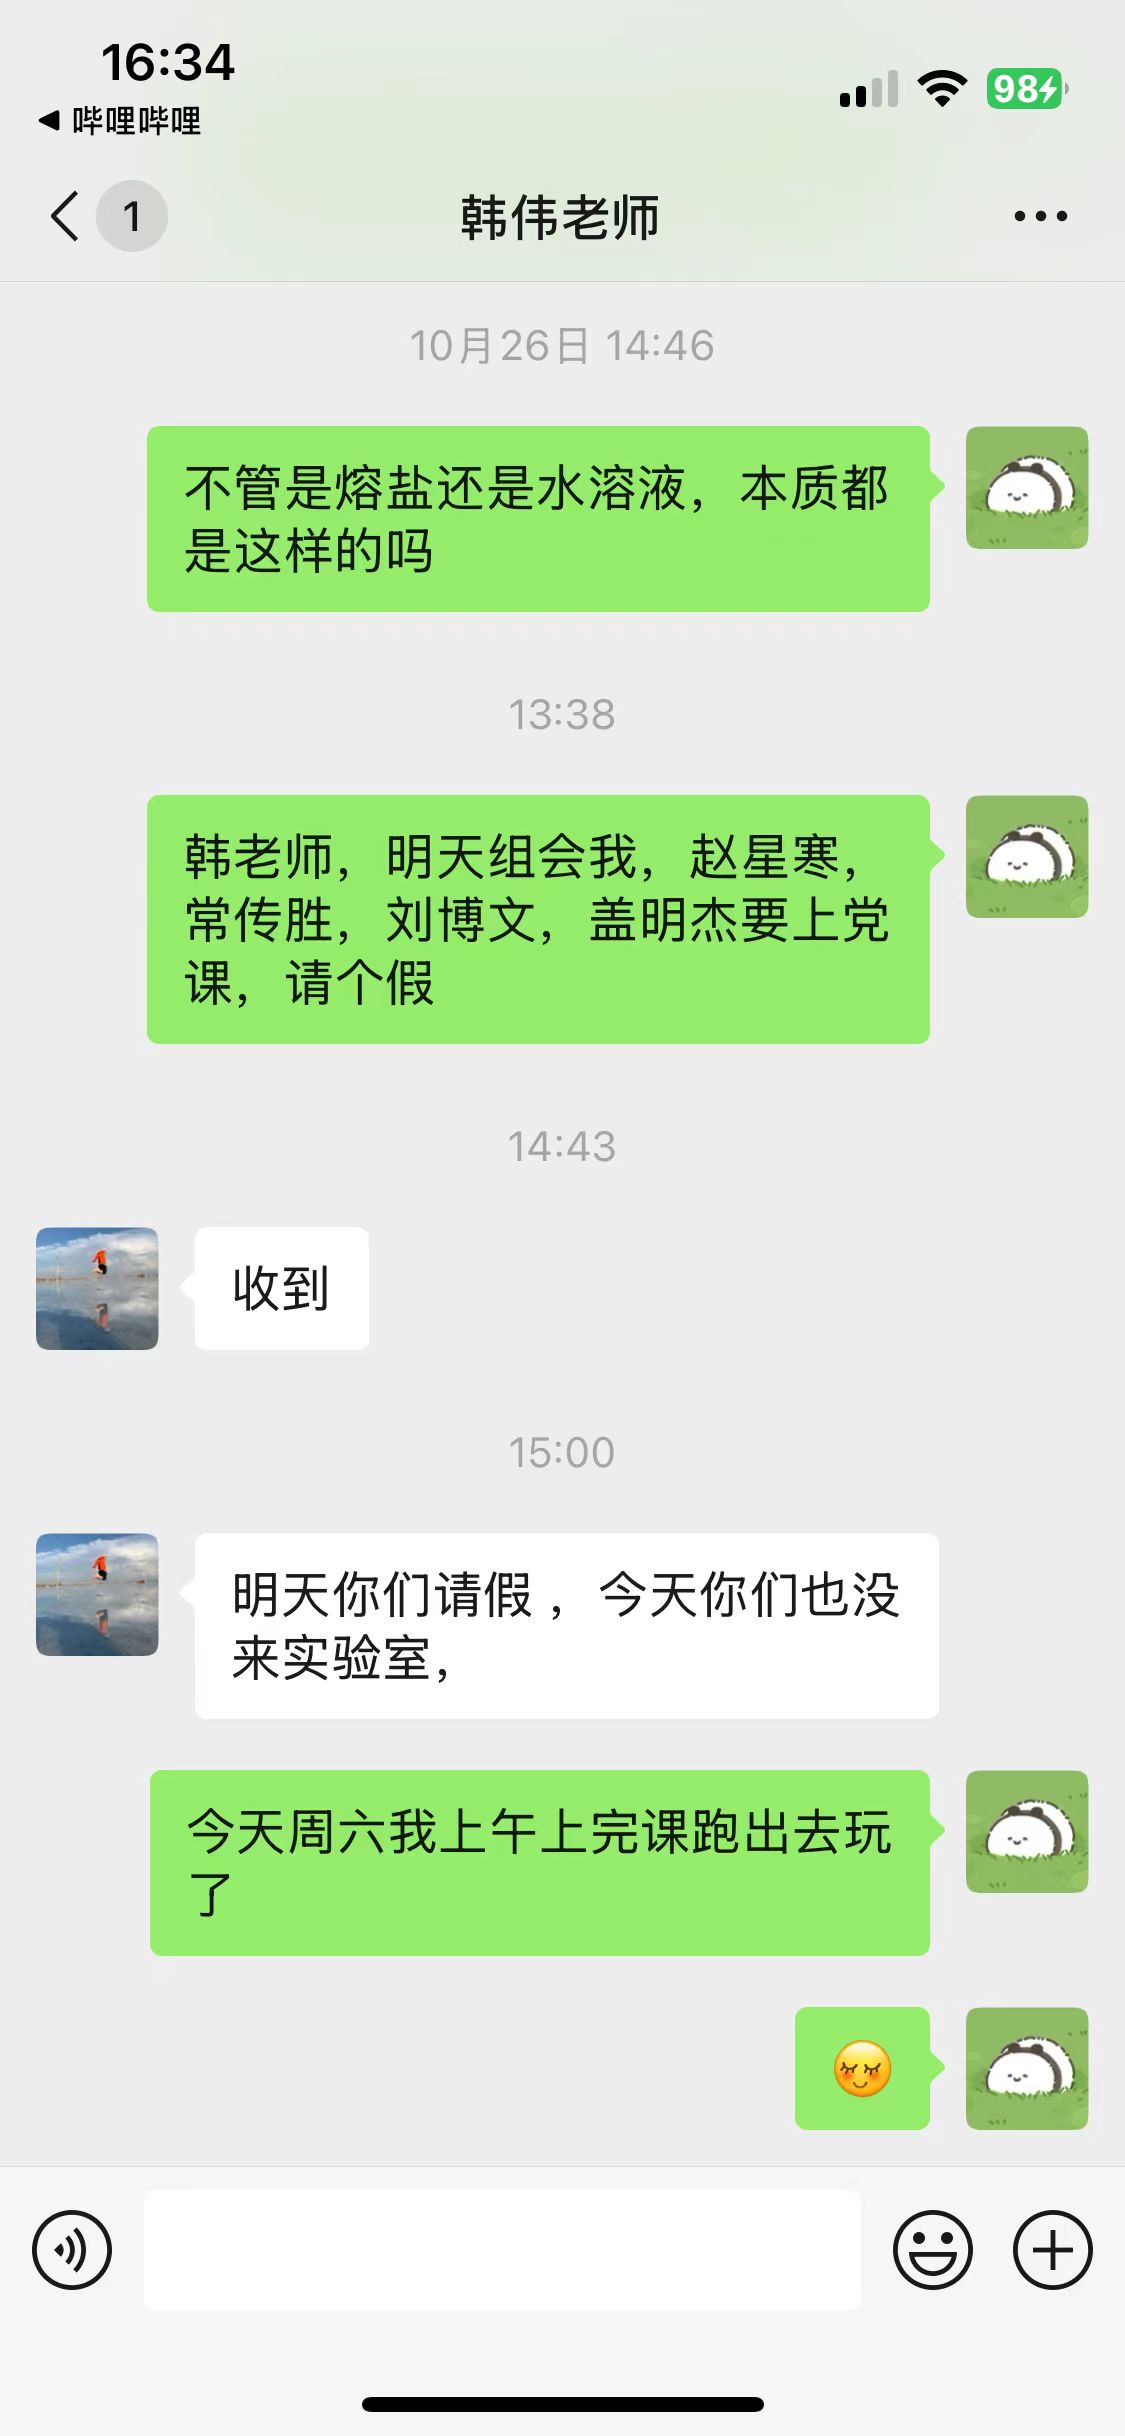 16:34
哔哩哔哩
98
1
韩伟老师
10月26日 14:46
不管是熔盐还是水溶液，本质都
是这样的吗
13:38
韩老师，明天组会我，赵星寒，
常传胜，刘博文，盖明杰要上党
课，请个假
14:43
收到
15:00
明天你们请假 ，今天你们也没
来实验室，
今天周六我上午上完课跑出去玩
了